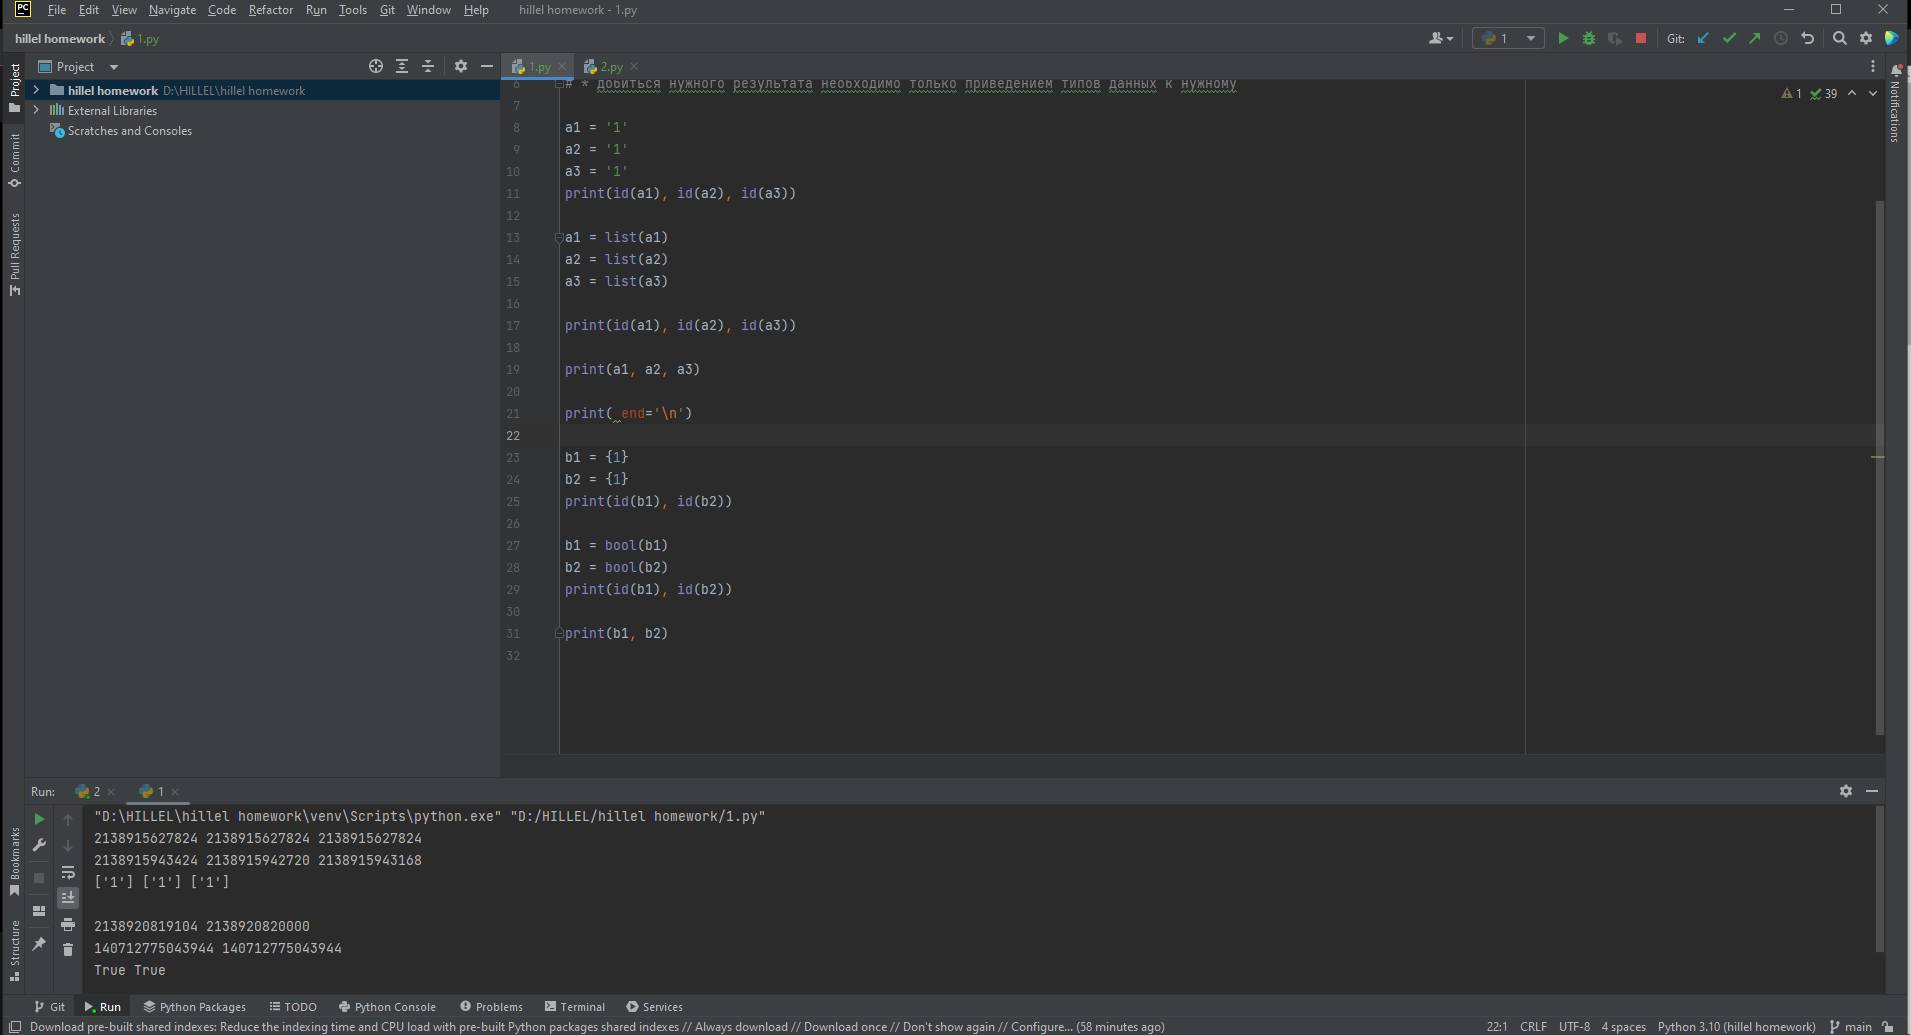 PC File Edit View Navigate Code Refactor Run Tools Git Window Help hillel homework - 1.py
hillel homework 1.py
1 Git:
Project
hillel homework D:\HILLEL\hillel homework
External Libraries
Scratches and Consoles
Project
Commit
Pull Requests
Bookmarks
Structure
Notifications
1.py 2.py
1 39
6 # * добиться нужного результата необходимо только приведением типов данных к нужному
7
8 a1 = '1'
9 a2 = '1'
10 a3 = '1'
11 print(id(a1), id(a2), id(a3))
12
13 a1 = list(a1)
14 a2 = list(a2)
15 a3 = list(a3)
16
17 print(id(a1), id(a2), id(a3))
18
19 print(a1, a2, a3)
20
21 print( end='\n')
22
23 b1 = {1}
24 b2 = {1}
25 print(id(b1), id(b2))
26
27 b1 = bool(b1)
28 b2 = bool(b2)
29 print(id(b1), id(b2))
30
31 print(b1, b2)
32
Run: 2 1
"D:\HILLEL\hillel homework\venv\Scripts\python.exe" "D:/HILLEL/hillel homework/1.py"
2138915627824 2138915627824 2138915627824
2138915943424 2138915942720 2138915943168
['1'] ['1'] ['1']
2138920819104 2138920820000
140712775043944 140712775043944
True True
Git Run Python Packages TODO Python Console Problems Terminal Services
Download pre-built shared indexes: Reduce the indexing time and CPU load with pre-built Python packages shared indexes // Always download // Download once // Don't show again // Configure... (58 minutes ago) 22:1 CRLF UTF-8 4 spaces Python 3.10 (hillel homework) main